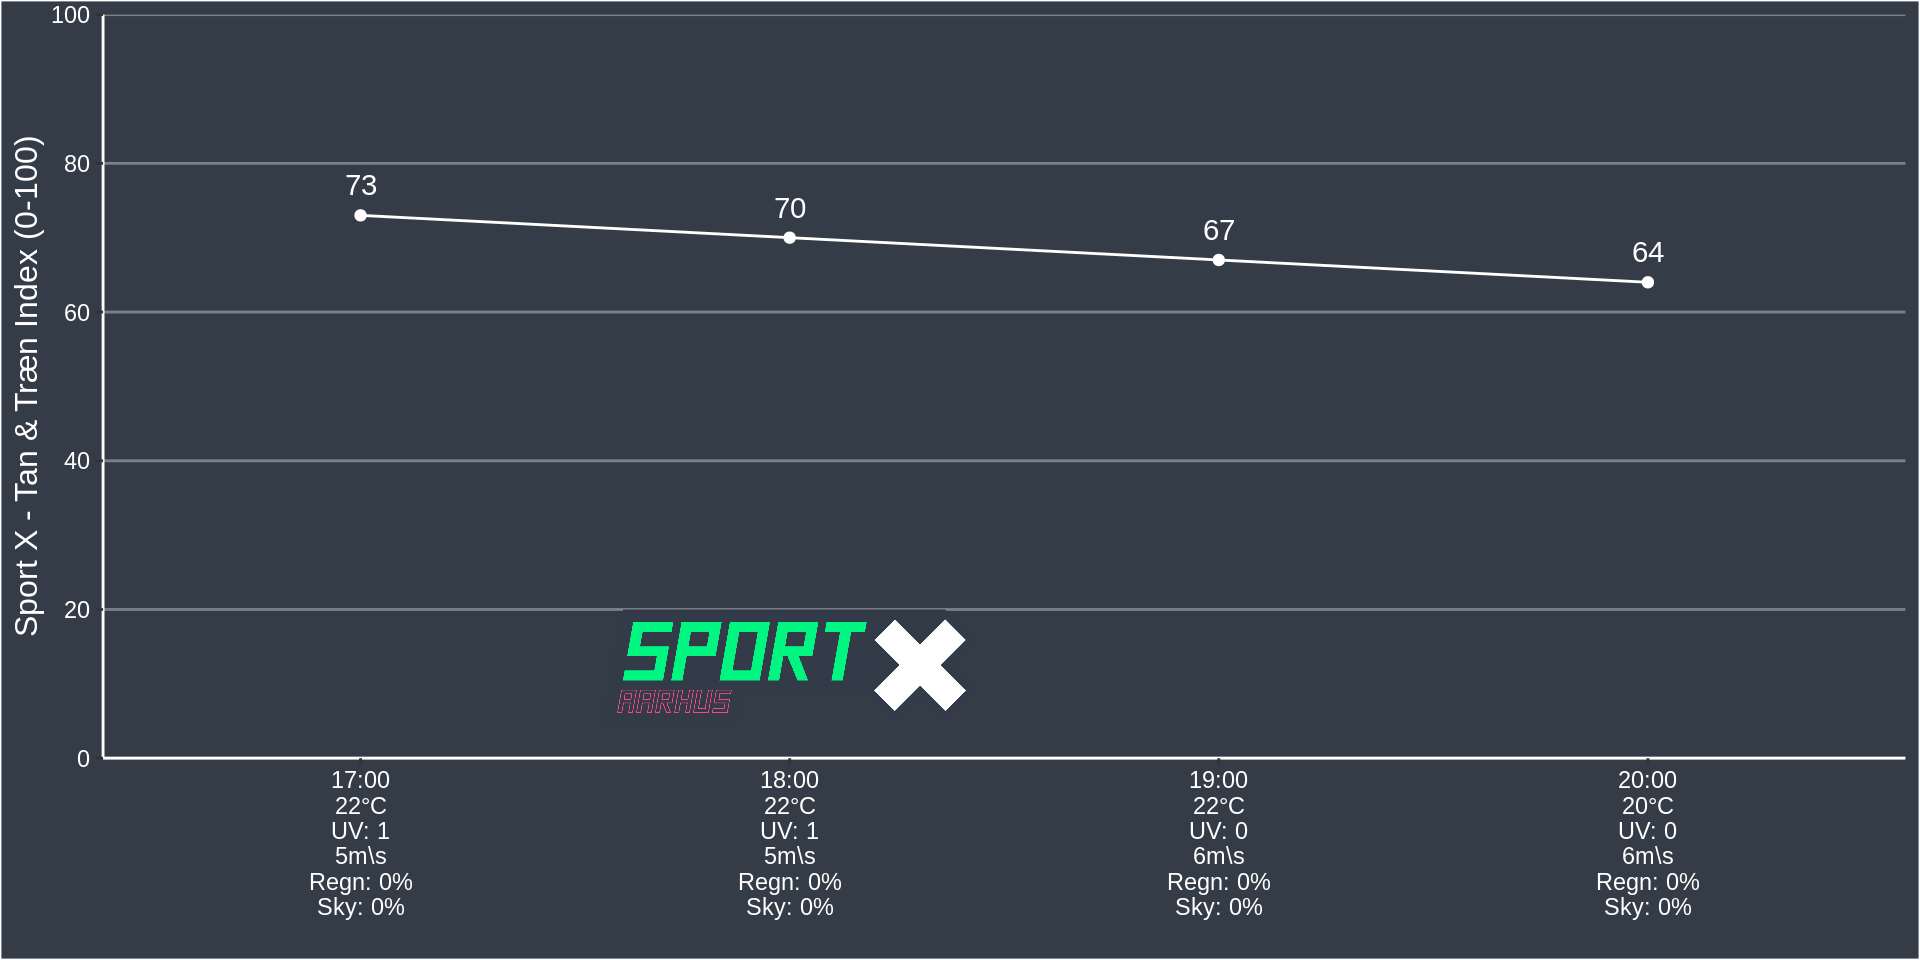 Sport X - Tan & Træn Index (0-100)
100
80
60
40
20
0
73
70
67
64
SPORT X
AARHUS
17:00
22°C
UV: 1
5m\s
Regn: 0%
Sky: 0%
18:00
22°C
UV: 1
5m\s
Regn: 0%
Sky: 0%
19:00
22°C
UV: 0
6m\s
Regn: 0%
Sky: 0%
20:00
20°C
UV: 0
6m\s
Regn: 0%
Sky: 0%